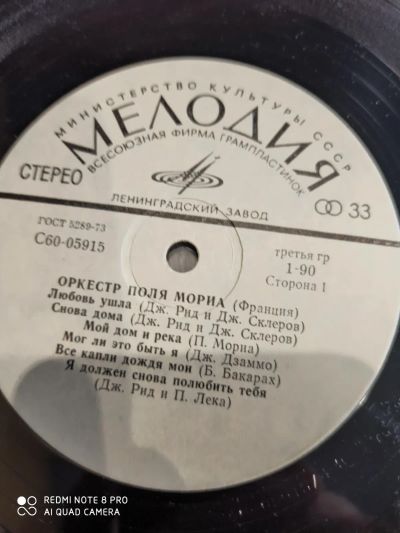 МИНИСТЕРСТВО КУЛЬТУРЫ СССР
МЕЛОДИЯ
ВСЕСОЮЗНАЯ ФИРМА ГРАМПЛАСТИНОК
СТЕРЕО
33
ЛЕНИНГРАДСКИЙ ЗАВОД
ГОСТ 5289-73
С60-05915
третья гр
1-90
Сторона 1
ОРКЕСТР ПОЛЯ МОРИА (Франция)
Любовь ушла (Дж. Рид и Дж. Склеров)
Снова дома (Дж. Рид и Дж. Склеров)
Мой дом и река (П. Мориа)
Мог ли это быть я (Дж. Дзаммо)
Все капли дождя мои (Б. Бакарах)
Я должен снова полюбить тебя
(Дж. Рид и П. Лека)
REDMI NOTE 8 PRO
AI QUAD CAMERA